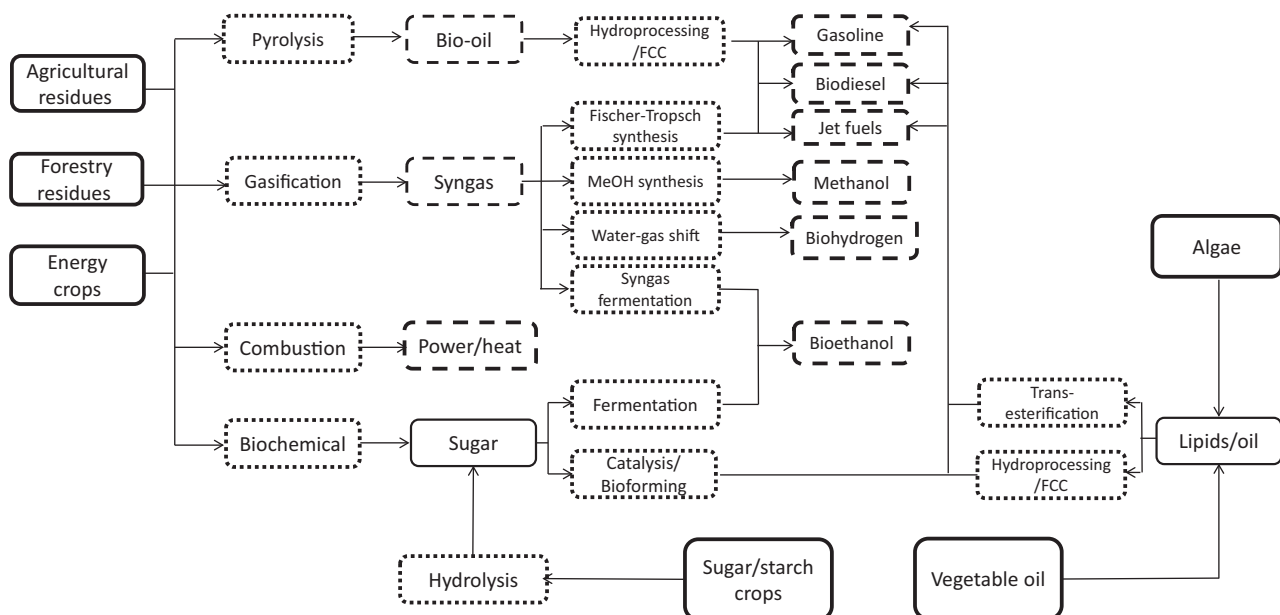 Agricultural
residues
Forestry
residues
Energy
crops
Pyrolysis
Bio-oil
Hydroprocessing
/FCC
Gasoline
Biodiesel
Jet fuels
Gasification
Syngas
Fischer-Tropsch
synthesis
MeOH synthesis
Methanol
Water-gas shift
Biohydrogen
Syngas
fermentation
Bioethanol
Combustion
Power/heat
Biochemical
Sugar
Fermentation
Catalysis/
Bioforming
Hydrolysis
Sugar/starch
crops
Algae
Trans-
esterification
Lipids/oil
Hydroprocessing
/FCC
Vegetable oil